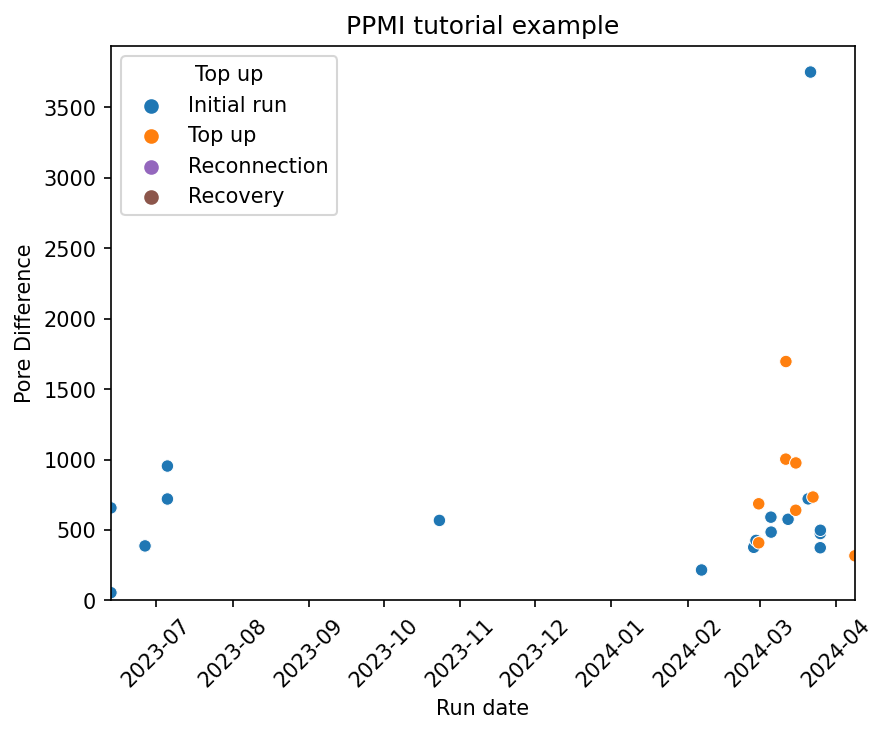 PPMI tutorial example
Top up
Initial run
Top up
Reconnection
Recovery
Pore Difference
3500
3000
2500
2000
1500
1000
500
0
2023-07
2023-08
2023-09
2023-10
2023-11
2023-12
2024-01
2024-02
2024-03
2024-04
Run date